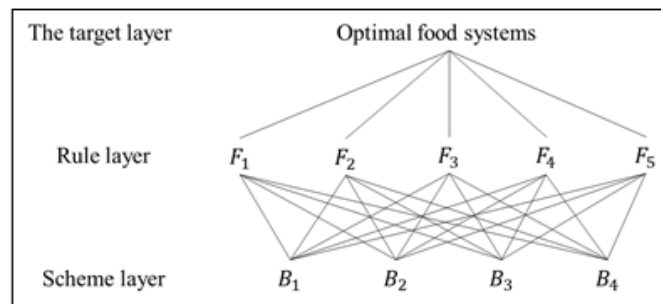 The target layer Optimal food systems
Rule layer F₁ F₂ F₃ F₄ F₅
Scheme layer B₁ B₂ B₃ B₄